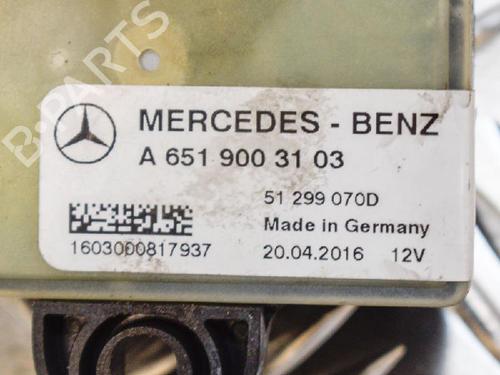 B-PARTS
MERCEDES - BENZ
A 651 900 31 03
51 299 070D
Made in Germany
1603000817937
20.04.2016 12V